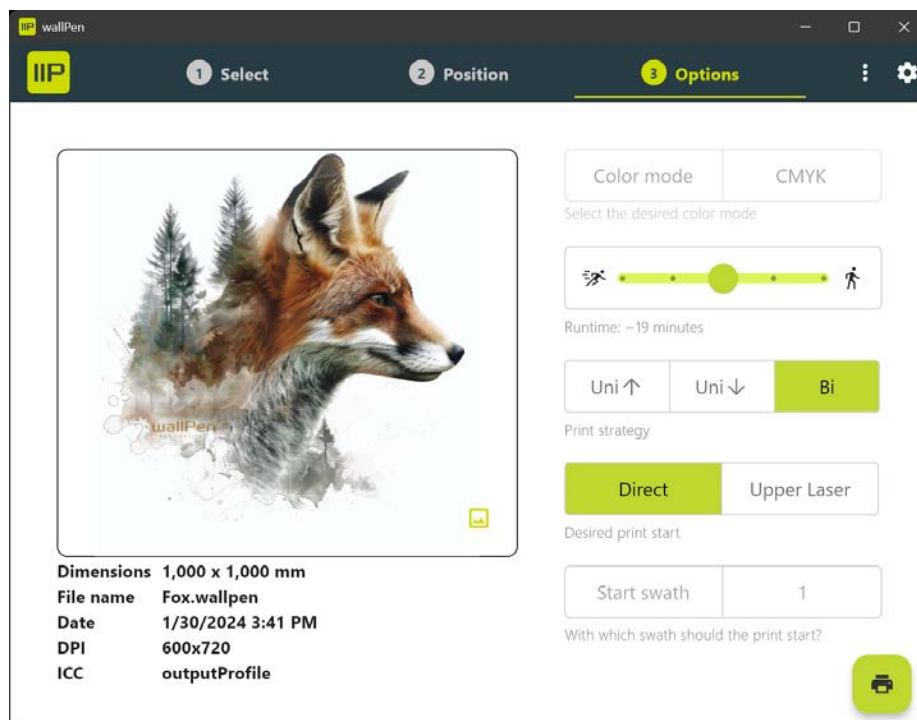 wallPen
IIP
1 Select
2 Position
3 Options
wallPen
Dimensions 1,000 x 1,000 mm
File name Fox.wallpen
Date 1/30/2024 3:41 PM
DPI 600x720
ICC outputProfile
Color mode CMYK
Select the desired color mode
Runtime: ~19 minutes
Uni ↑ Uni ↓ Bi
Print strategy
Direct Upper Laser
Desired print start
Start swath 1
With which swath should the print start?